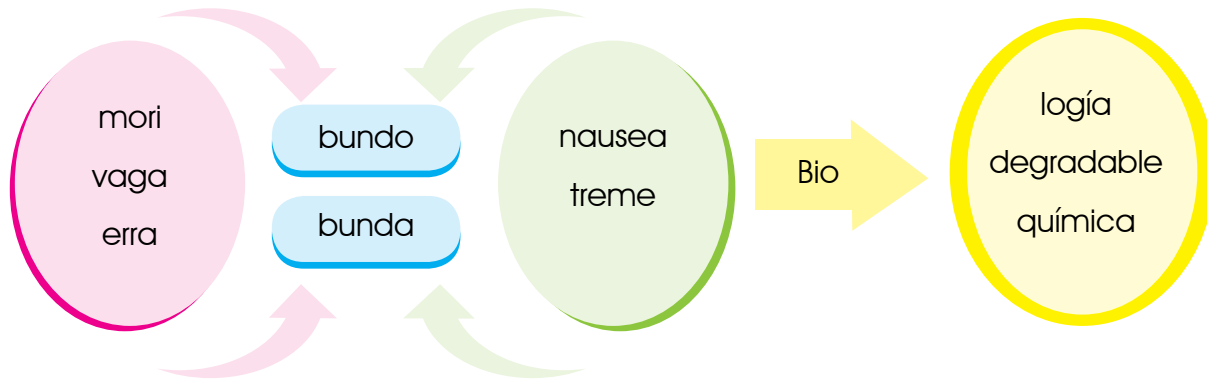 mori
vaga
erra
bundo
bunda
nausea
treme
Bio
logía
degradable
química